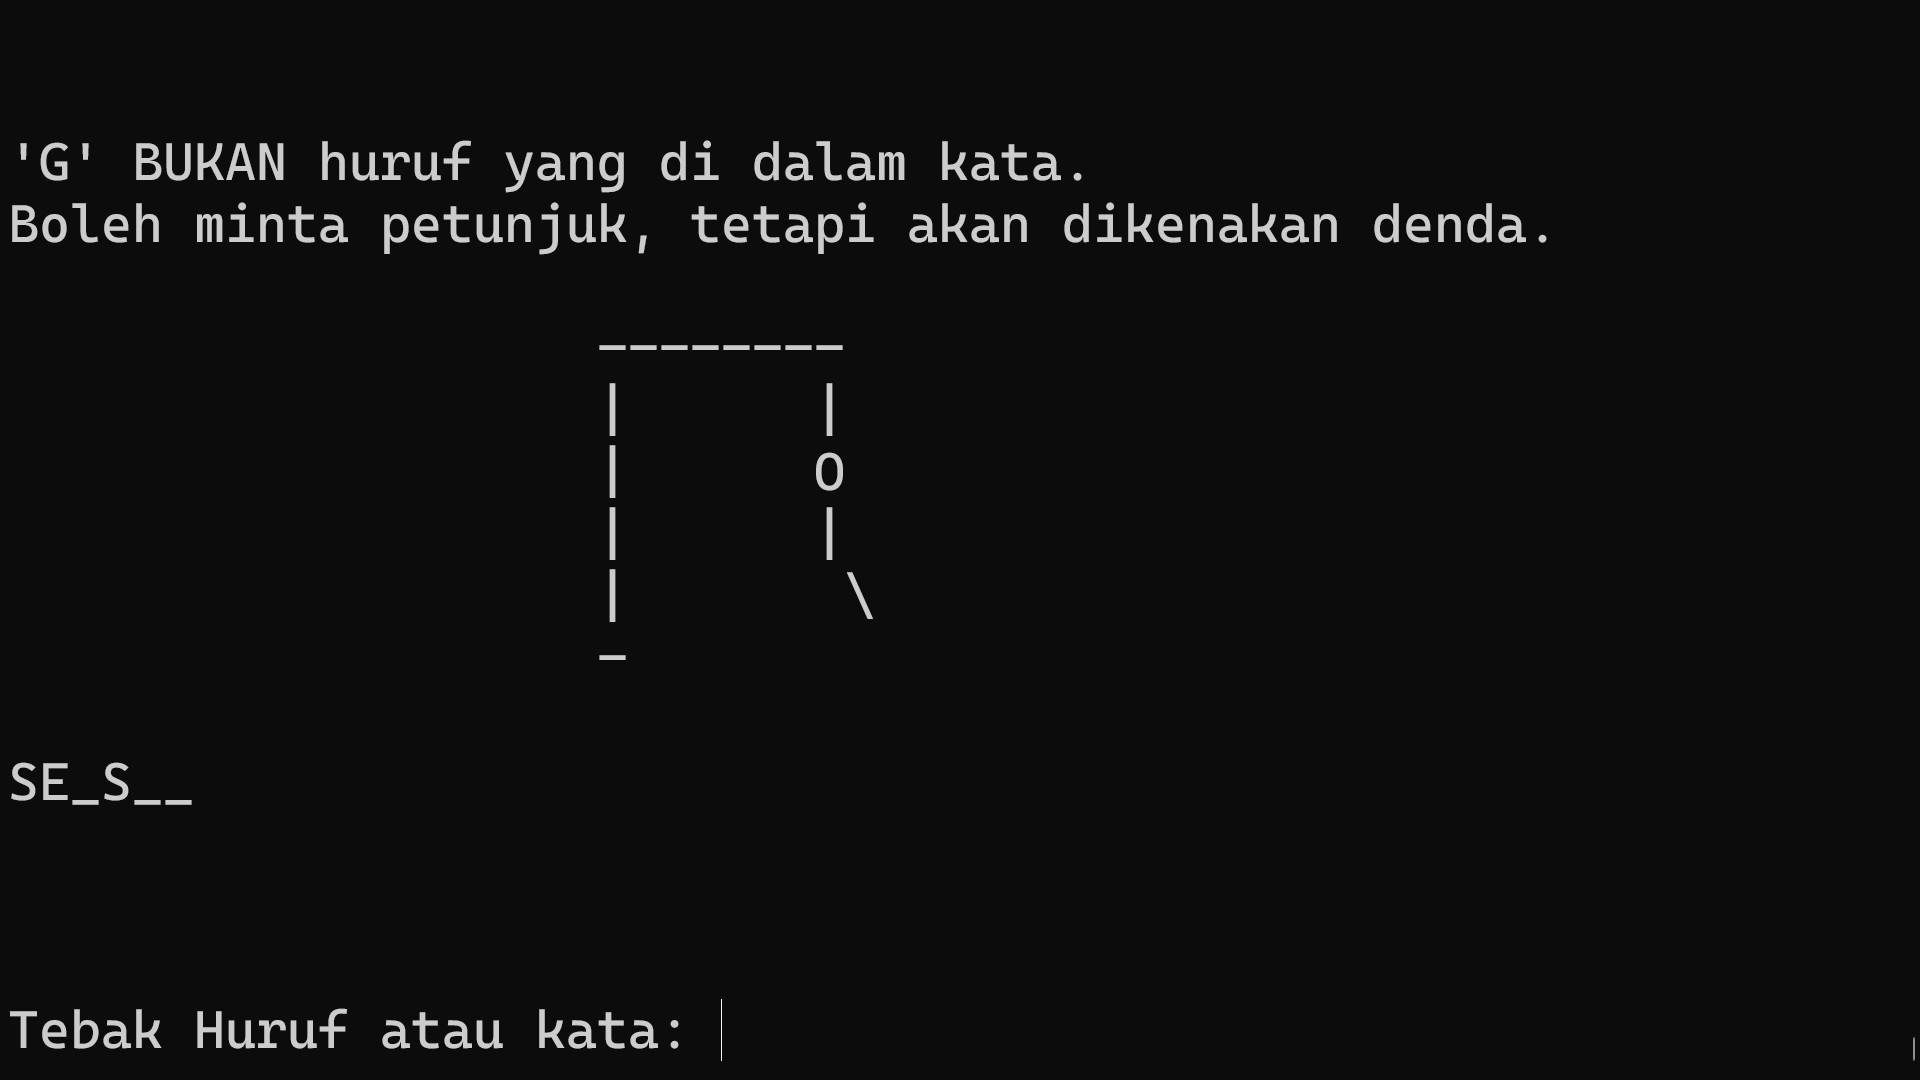 'G' BUKAN huruf yang di dalam kata.
Boleh minta petunjuk, tetapi akan dikenakan denda.
--------
|      |
|      O
|      |
|       \
-
SE_S__
Tebak Huruf atau kata: